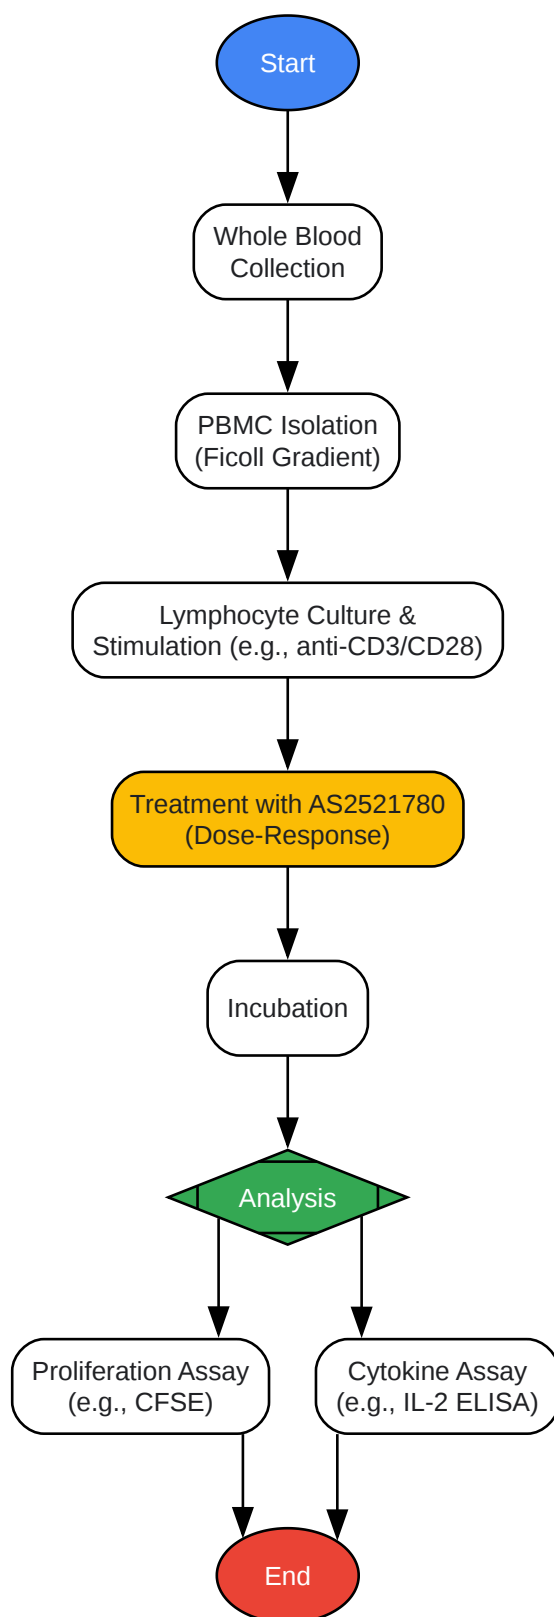 Start
Whole Blood
Collection
PBMC Isolation
(Ficoll Gradient)
Lymphocyte Culture &
Stimulation (e.g., anti-CD3/CD28)
Treatment with AS2521780
(Dose-Response)
Incubation
Analysis
Proliferation Assay
(e.g., CFSE)
Cytokine Assay
(e.g., IL-2 ELISA)
End